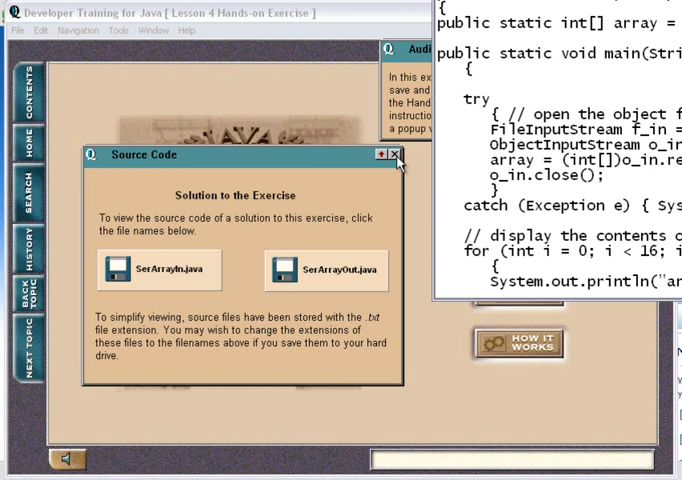 Developer Training for Java [ Lesson 4 Hands-on Exercise ]
File Edit Navigation Tools Window Help
CONTENTS
HOME
SEARCH
HISTORY
BACK TOPIC
NEXT TOPIC
JAVA
Audi
In this ex
save and
the Hand
instructio
a popup v
Source Code
Solution to the Exercise
To view the source code of a solution to this exercise, click
the file names below.
SerArrayIn.java
SerArrayOut.java
To simplify viewing, source files have been stored with the .txt
file extension. You may wish to change the extensions of
these files to the filenames above if you save them to your hard
drive.
HOW IT
WORKS
{
public static int[] array =
public static void main(Stri
{
try
{ // open the object f
FileInputStream f_in =
ObjectInputStream o_in
array = (int[])o_in.re
o_in.close();
}
catch (Exception e) { Sys
// display the contents o
for (int i = 0; i < 16; i
{
System.out.println("ar